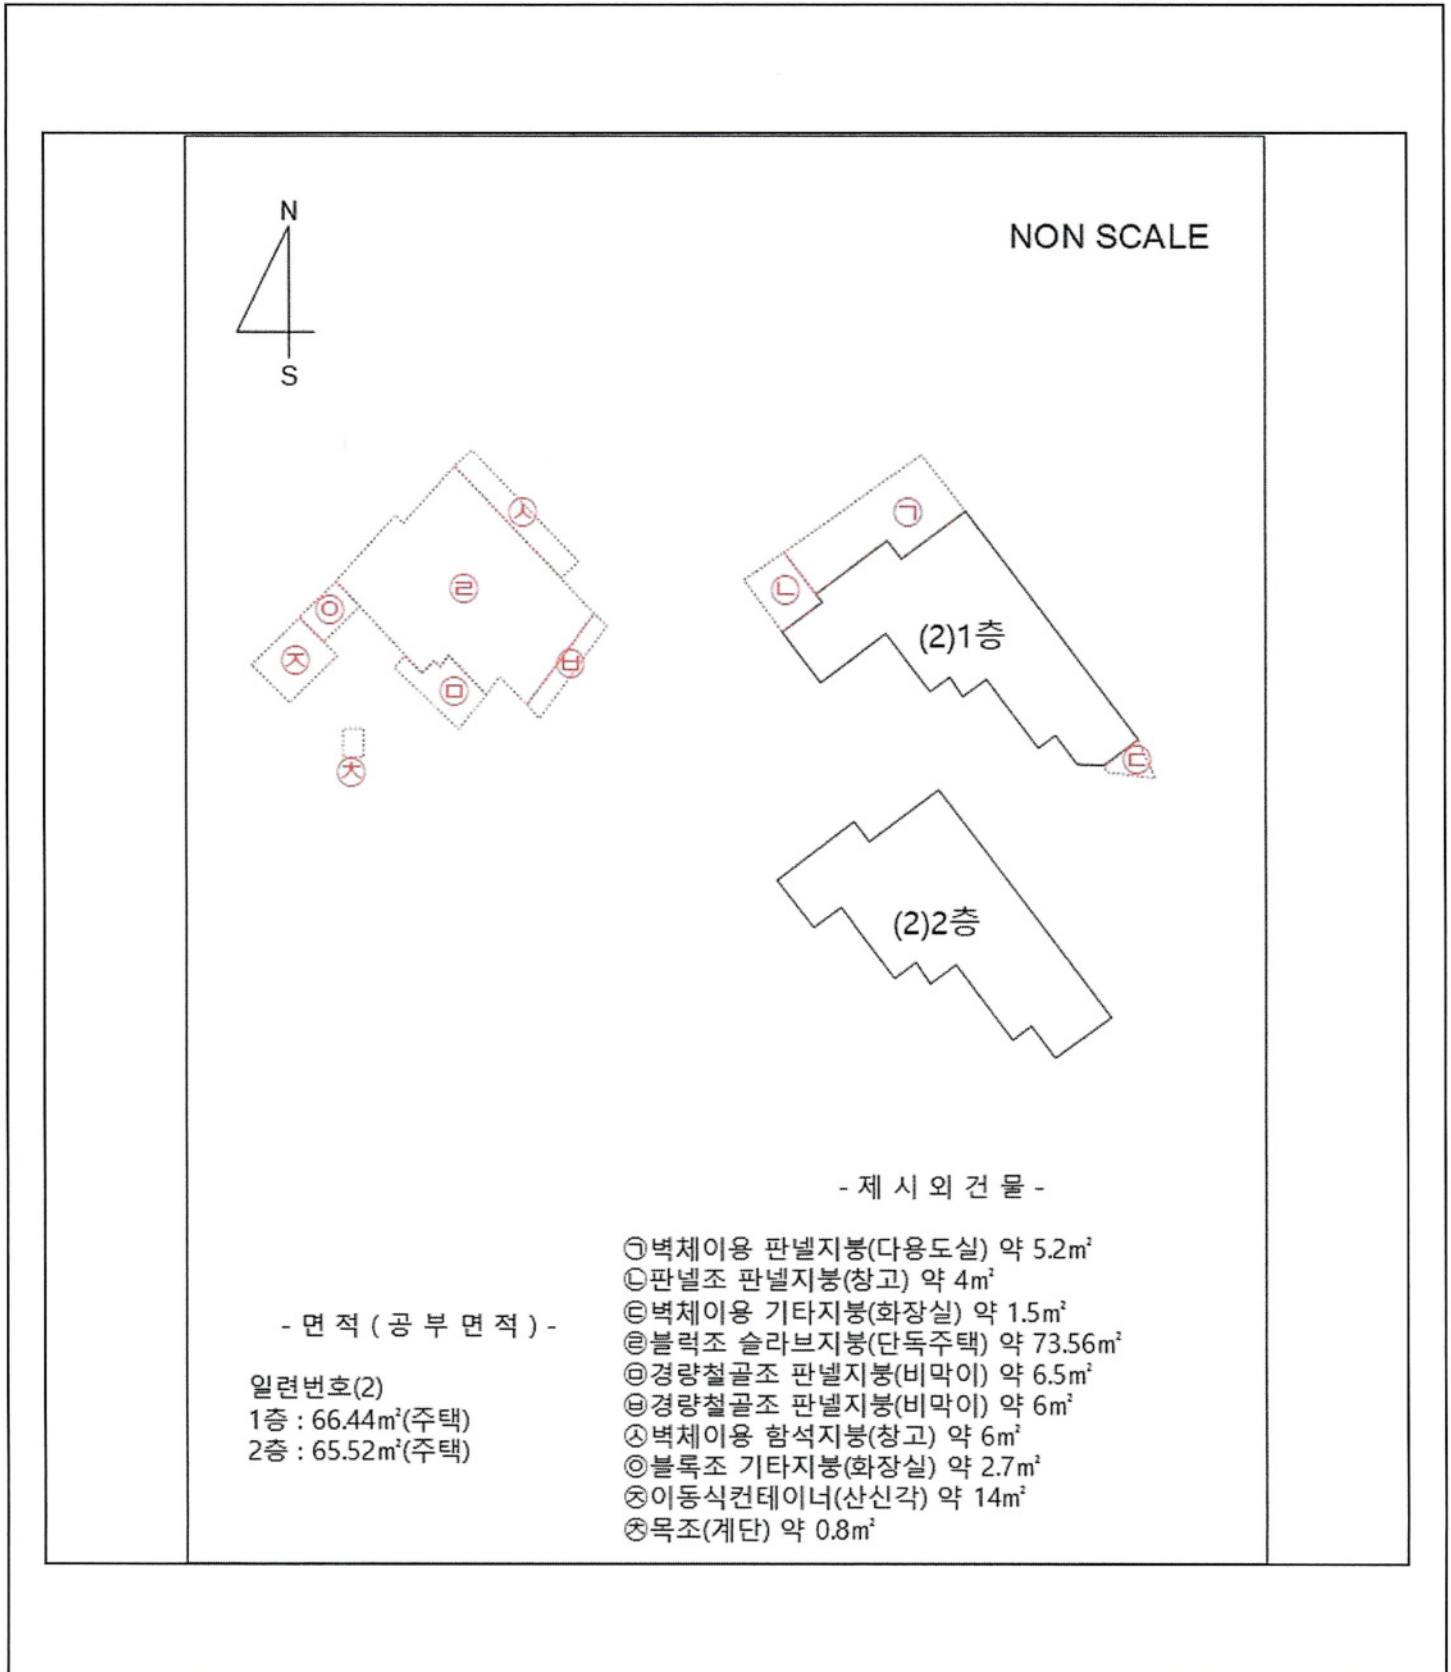 N
NON SCALE
S
㉠
㉦
㉣
㉡
㉧
(2)1층
㉨
㉥
㉤
㉢
㉩
(2)2층
- 제 시 외 건 물 -
㉠벽체이용 판넬지붕(다용도실) 약 5.2㎡
㉡판넬조 판넬지붕(창고) 약 4㎡
㉢벽체이용 기타지붕(화장실) 약 1.5㎡
㉣블럭조 슬라브지붕(단독주택) 약 73.56㎡
㉤경량철골조 판넬지붕(비막이) 약 6.5㎡
㉥경량철골조 판넬지붕(비막이) 약 6㎡
㉦벽체이용 함석지붕(창고) 약 6㎡
㉧블록조 기타지붕(화장실) 약 2.7㎡
㉨이동식컨테이너(산신각) 약 14㎡
㉩목조(계단) 약 0.8㎡
- 면 적 ( 공 부 면 적 ) -
일련번호(2)
1층 : 66.44㎡(주택)
2층 : 65.52㎡(주택)